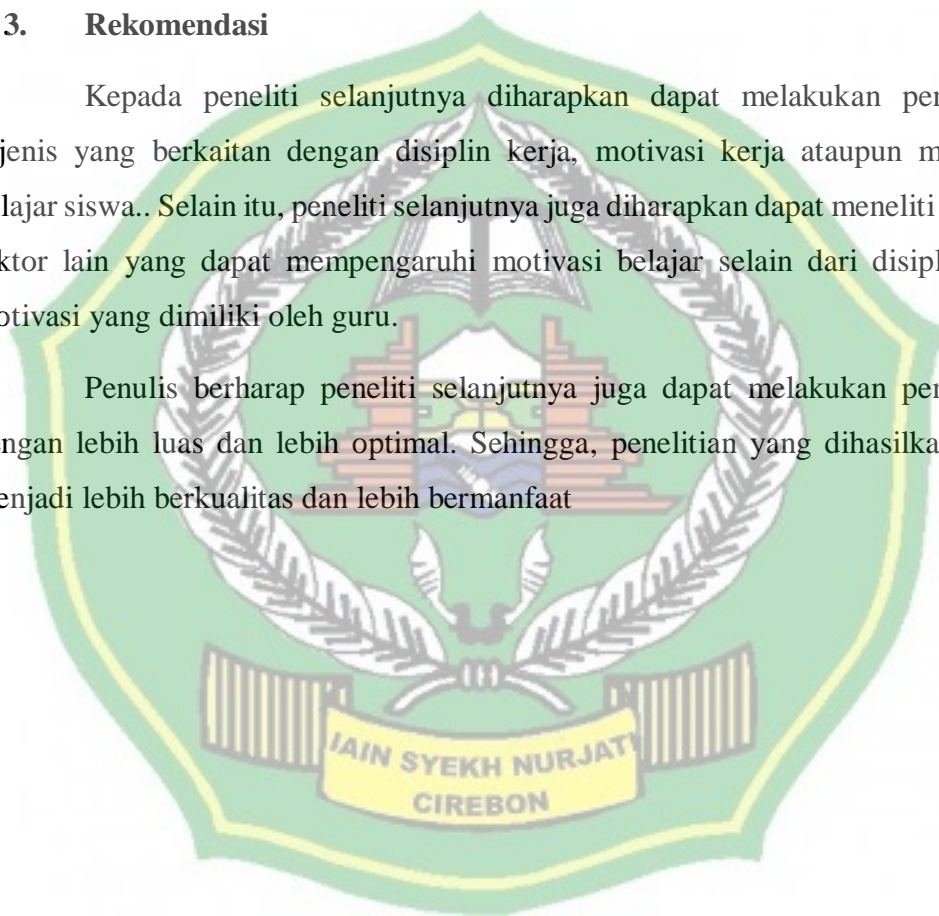 3. Rekomendasi
Kepada peneliti selanjutnya diharapkan dapat melakukan pen
jenis yang berkaitan dengan disiplin kerja, motivasi kerja ataupun m
lajar siswa.. Selain itu, peneliti selanjutnya juga diharapkan dapat meneliti
ktor lain yang dapat mempengaruhi motivasi belajar selain dari disipl
otivasi yang dimiliki oleh guru.
Penulis berharap peneliti selanjutnya juga dapat melakukan pen
engan lebih luas dan lebih optimal. Sehingga, penelitian yang dihasilka
enjadi lebih berkualitas dan lebih bermanfaat
IAIN SYEKH NURJATI
CIREBON